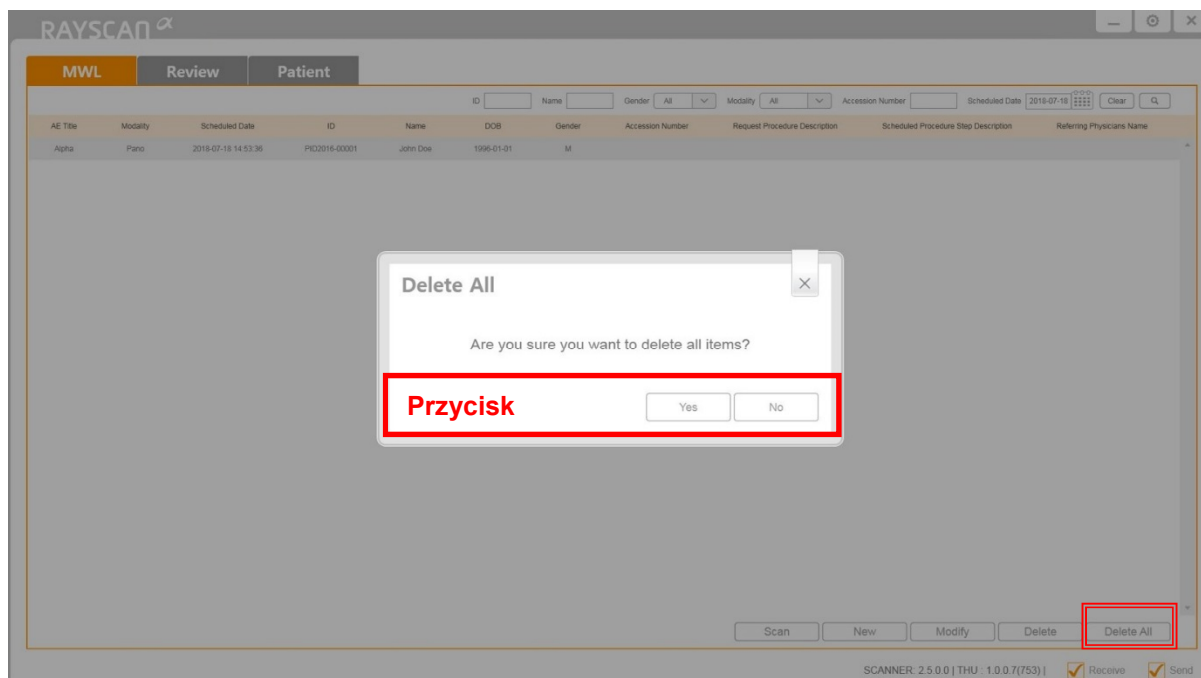 RAYSCAN α
MWL Review Patient
ID Name Gender All Modality All Accession Number Scheduled Date 2018-07-18 Clear
AE Title Modality Scheduled Date ID Name DOB Gender Accession Number Request Procedure Description Scheduled Procedure Step Description Referring Physicians Name
Alpha Pano. 2018-07-18 14:53:36 PID2016-00001 John Doe 1996-01-01 M
Delete All
Are you sure you want to delete all items?
Przycisk Yes No
Scan New Modify Delete Delete All
SCANNER: 2.5.0.0 | THU : 1.0.0.7(753) | Receive Send